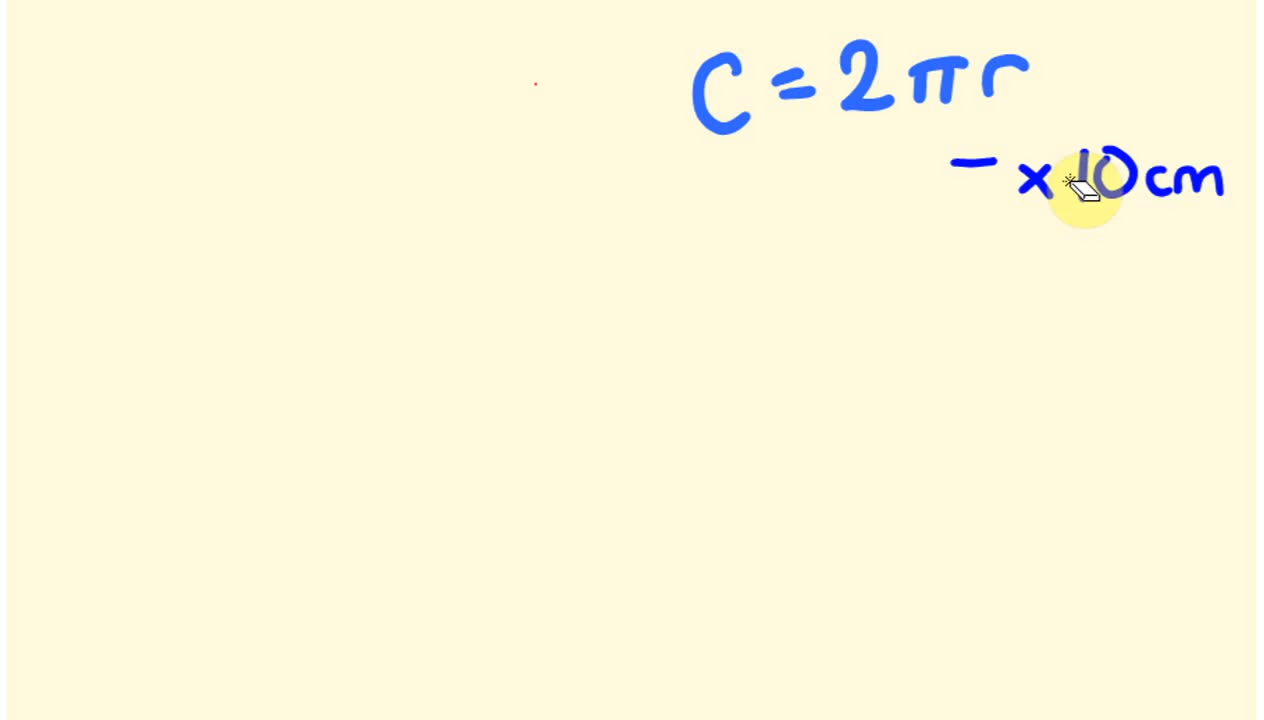 C = 2πr
— x 10cm